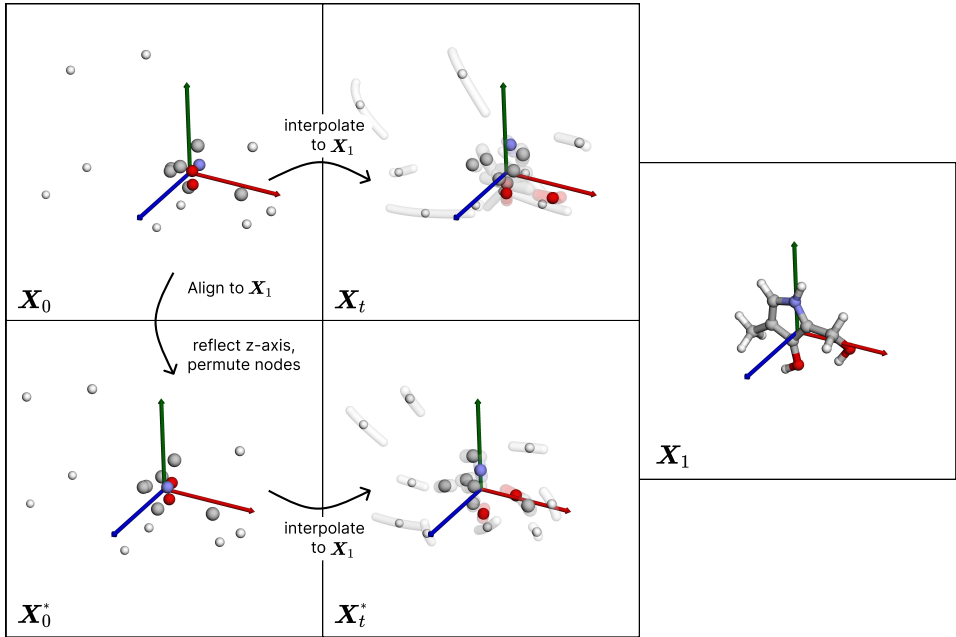 interpolate
to X₁
X₀
Align to X₁
Xₜ
reflect z-axis,
permute nodes
X₁
interpolate
to X₁
X₀*
Xₜ*